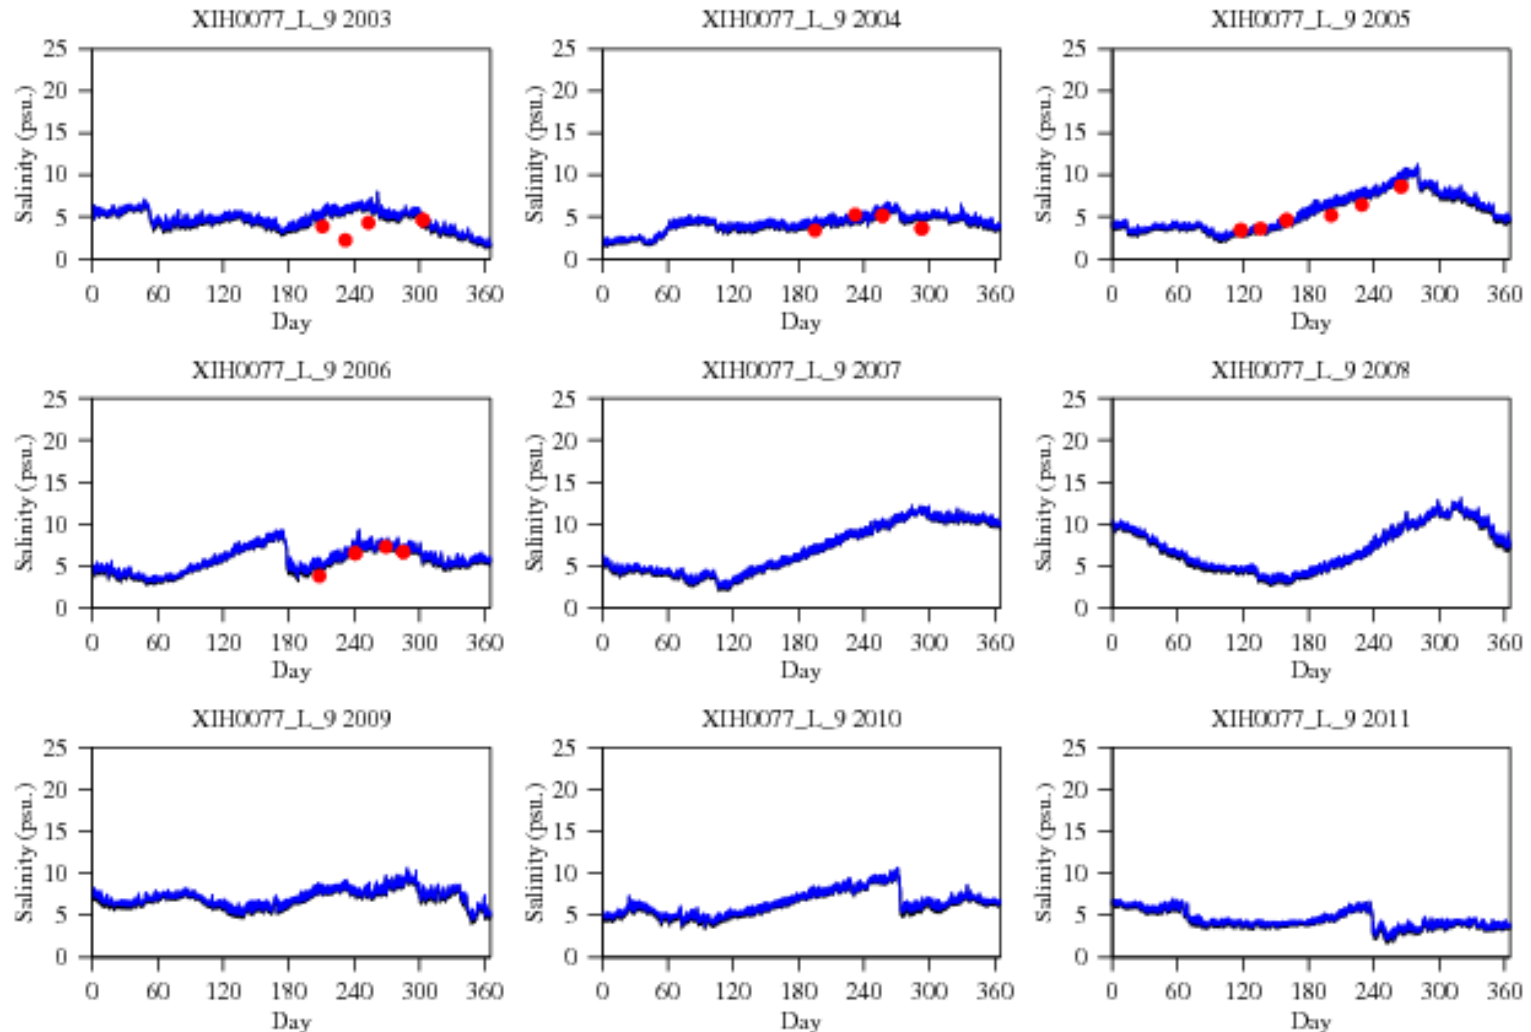 XIH0077_L_9 2003 XIH0077_L_9 2004 XIH0077_L_9 2005
25 25 25
20 20 20
15 15 15
10 10 10
5 5 5
0 0 0
Salinity (psu.) Salinity (psu.) Salinity (psu.)
0 60 120 180 240 300 360 0 60 120 180 240 300 360 0 60 120 180 240 300 360
Day Day Day
XIH0077_L_9 2006 XIH0077_L_9 2007 XIH0077_L_9 2008
25 25 25
20 20 20
15 15 15
10 10 10
5 5 5
0 0 0
Salinity (psu.) Salinity (psu.) Salinity (psu.)
0 60 120 180 240 300 360 0 60 120 180 240 300 360 0 60 120 180 240 300 360
Day Day Day
XIH0077_L_9 2009 XIH0077_L_9 2010 XIH0077_L_9 2011
25 25 25
20 20 20
15 15 15
10 10 10
5 5 5
0 0 0
Salinity (psu.) Salinity (psu.) Salinity (psu.)
0 60 120 180 240 300 360 0 60 120 180 240 300 360 0 60 120 180 240 300 360
Day Day Day